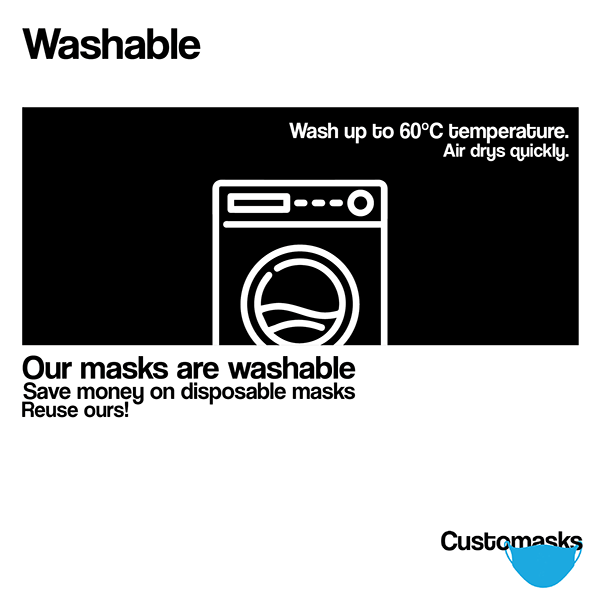 Washable
Wash up to 60°C temperature.
Air drys quickly.
Our masks are washable
Save money on disposable masks
Reuse ours!
Customasks